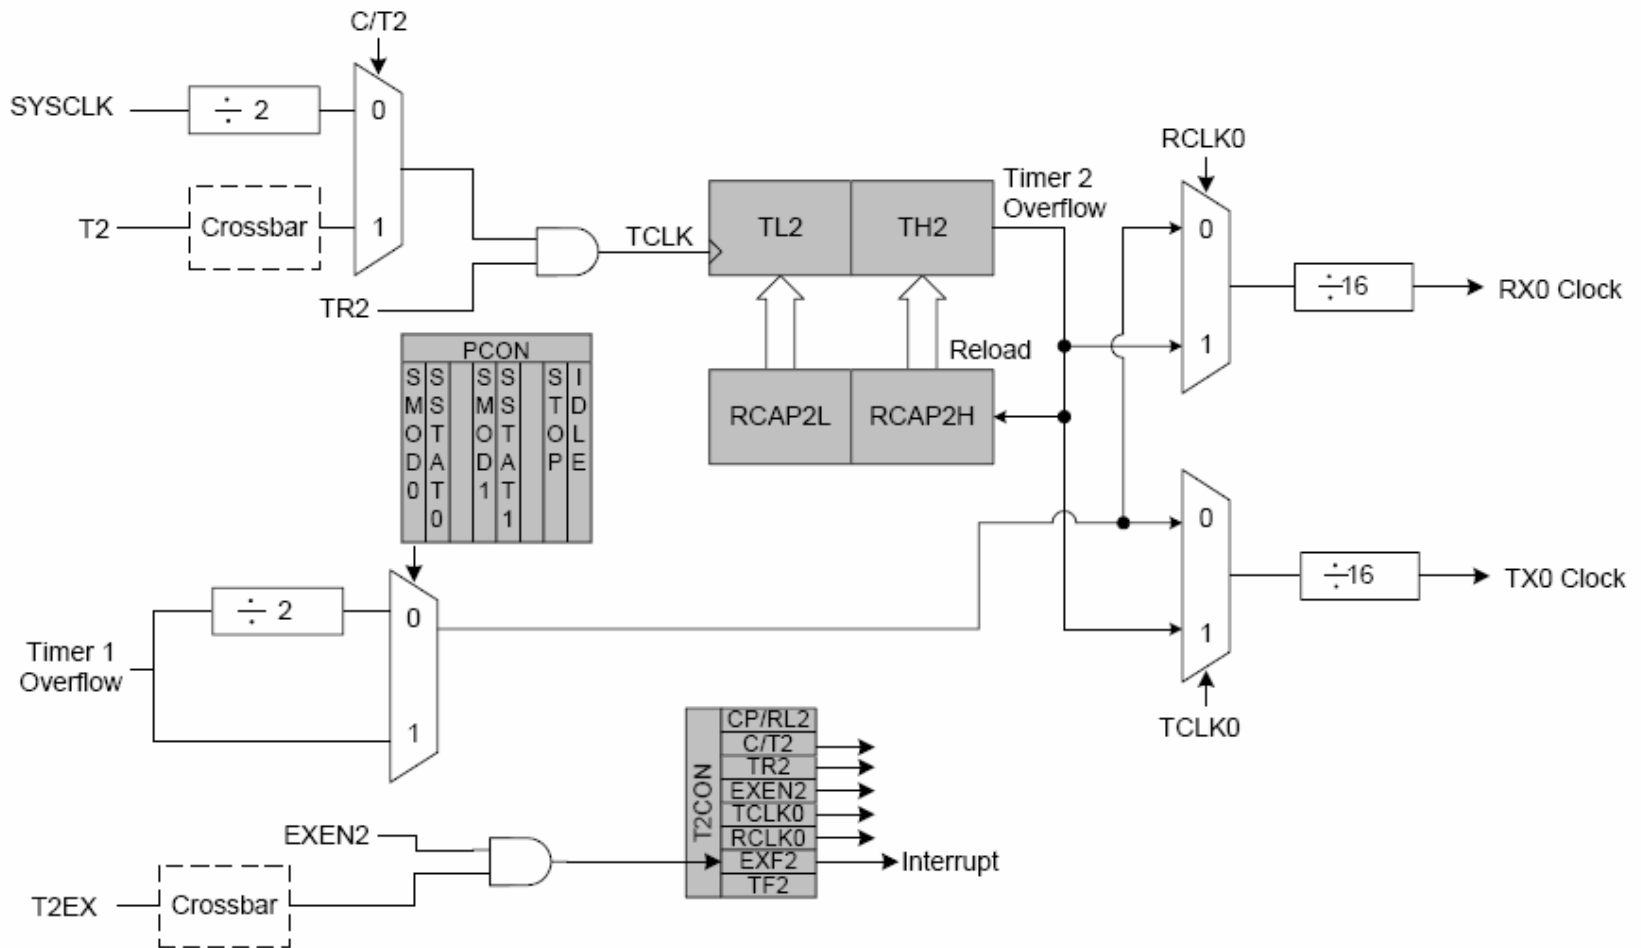 C/T2
SYSCLK
÷ 2
0
T2
Crossbar
1
TR2
TCLK
TL2
TH2
Timer 2
Overflow
RCLK0
0
1
÷16
RX0 Clock
Reload
RCAP2L
RCAP2H
PCON
SMOD0
SSTAT0
SMOD1
SSTAT1
STOP
IDLE
Timer 1
Overflow
÷ 2
0
1
0
1
÷16
TX0 Clock
TCLK0
T2CON
CP/RL2
C/T2
TR2
EXEN2
TCLK0
RCLK0
EXF2
TF2
Interrupt
EXEN2
T2EX
Crossbar